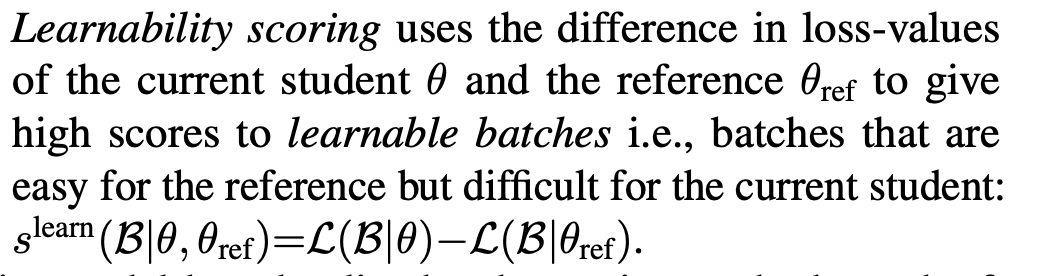 Learnability scoring uses the difference in loss-values
of the current student θ and the reference θ_ref to give
high scores to learnable batches i.e., batches that are
easy for the reference but difficult for the current student:
s^learn(ℬ|θ, θ_ref)=ℒ(ℬ|θ)−ℒ(ℬ|θ_ref).